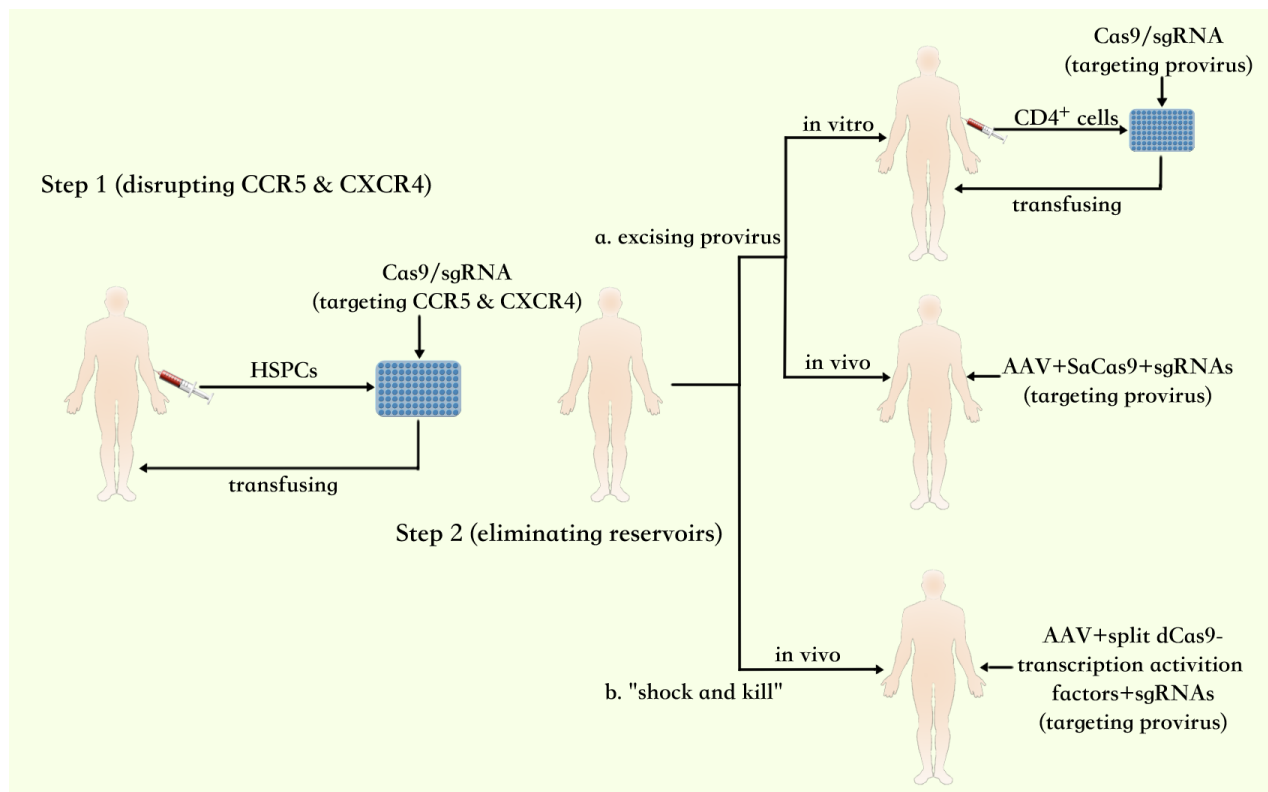 Step 1 (disrupting CCR5 & CXCR4)
Cas9/sgRNA
(targeting CCR5 & CXCR4)
HSPCs
transfusing
Step 2 (eliminating reservoirs)
a. excising provirus
in vitro
CD4⁺ cells
Cas9/sgRNA
(targeting provirus)
transfusing
in vivo
AAV+SaCas9+sgRNAs
(targeting provirus)
b. "shock and kill"
in vivo
AAV+split dCas9-
transcription activition
factors+sgRNAs
(targeting provirus)